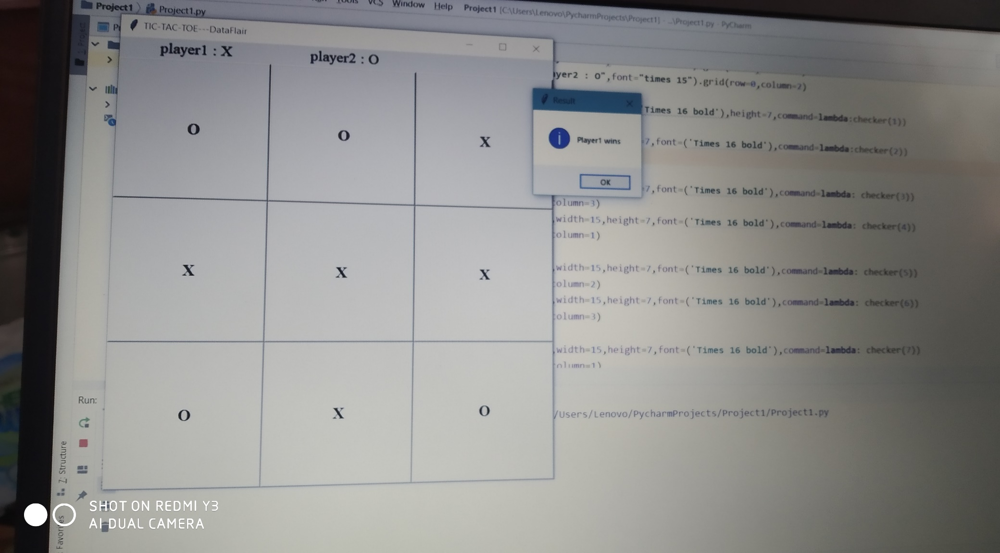 Tools VCS Window Help Project1 [C:\Users\Lenovo\PycharmProjects\Project1] - ...\Project1.py - PyCharm
Project1 Project1.py
1: Project
TIC-TAC-TOE---DataFlair
player1 : X player2 : O
O O X
X X X
O X O
Result
Player1 wins
OK
yer2 : O",font="times 15").grid(row=0,column=2)
'Times 16 bold'),height=7,command=lambda:checker(1))
=7,font=('Times 16 bold'),command=lambda:checker(2))
=7,font=('Times 16 bold'),command=lambda: checker(3))
column=3)
,width=15,height=7,font=('Times 16 bold'),command=lambda: checker(4))
column=1)
,width=15,height=7,font=('Times 16 bold'),command=lambda: checker(5))
column=2)
,width=15,height=7,font=('Times 16 bold'),command=lambda: checker(6))
column=3)
,width=15,height=7,font=('Times 16 bold'),command=lambda: checker(7))
column=1)
Run:
/Users/Lenovo/PycharmProjects/Project1/Project1.py
7: Structure
Favorites
SHOT ON REDMI Y3
AI DUAL CAMERA